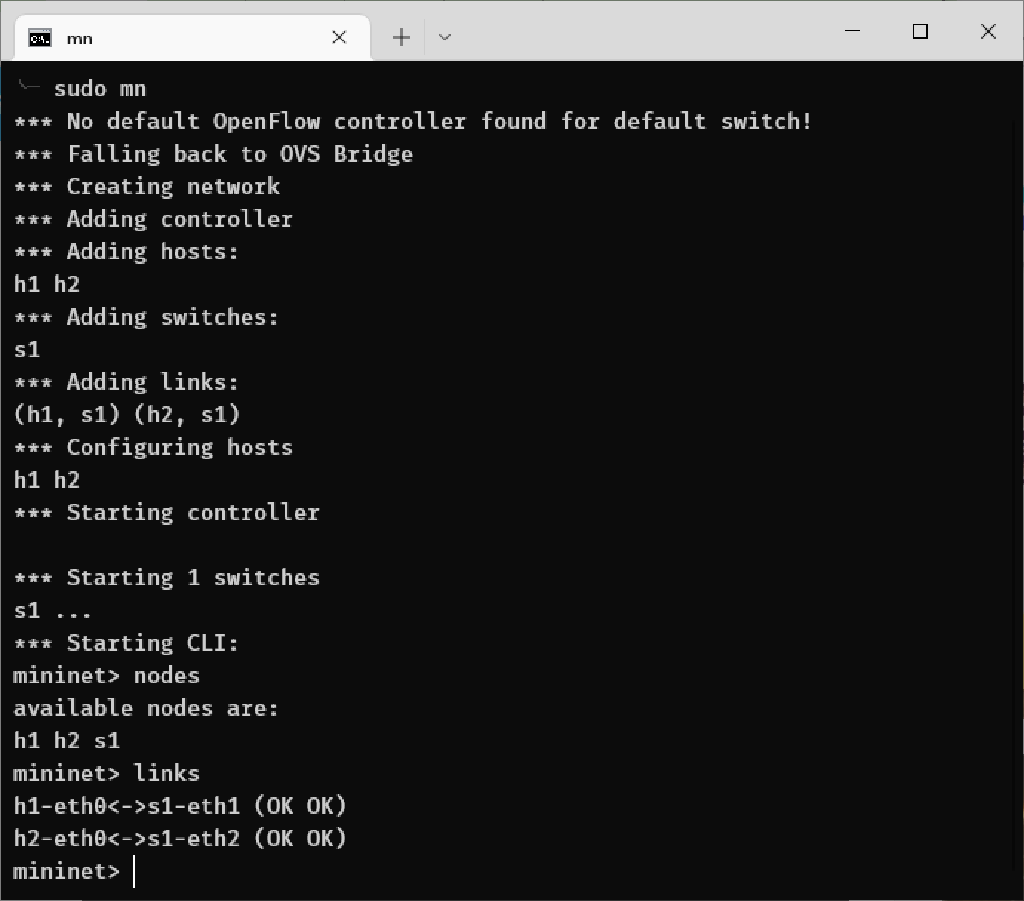 mn
sudo mn
*** No default OpenFlow controller found for default switch!
*** Falling back to OVS Bridge
*** Creating network
*** Adding controller
*** Adding hosts:
h1 h2
*** Adding switches:
s1
*** Adding links:
(h1, s1) (h2, s1)
*** Configuring hosts
h1 h2
*** Starting controller

*** Starting 1 switches
s1 ...
*** Starting CLI:
mininet> nodes
available nodes are:
h1 h2 s1
mininet> links
h1-eth0<->s1-eth1 (OK OK)
h2-eth0<->s1-eth2 (OK OK)
mininet>